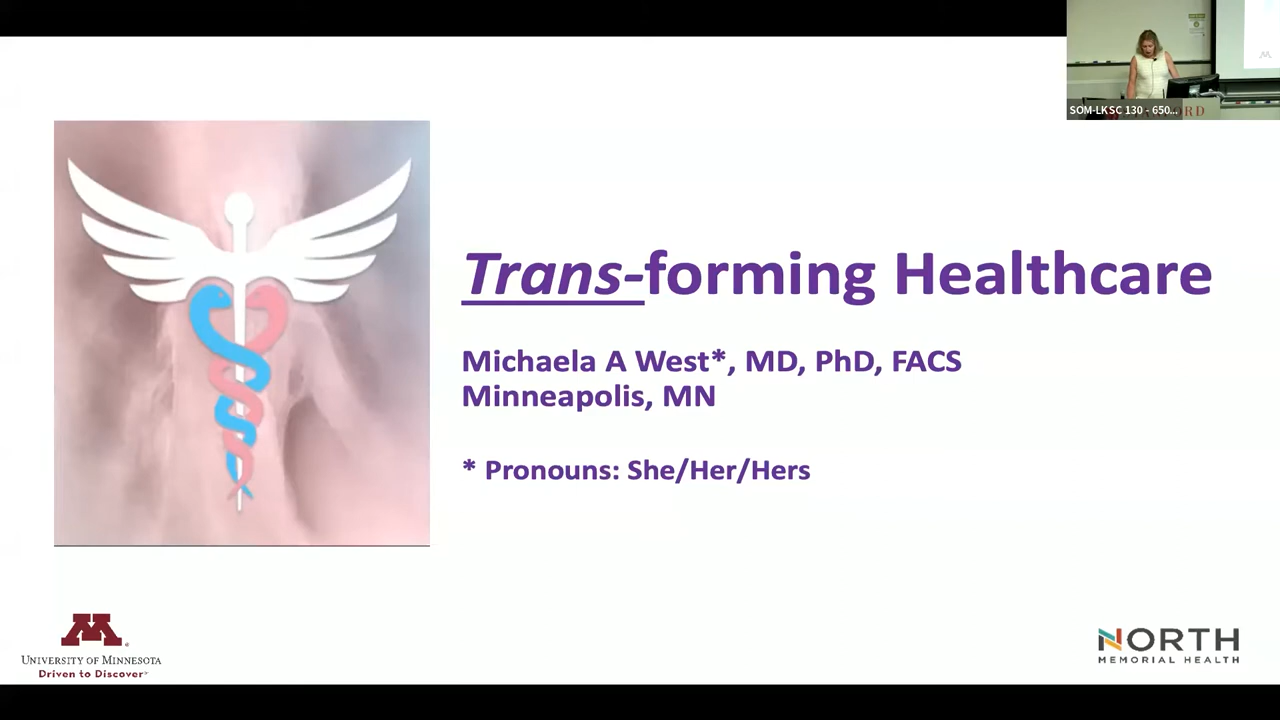 SOM-LKSC 130 - 650...
RD
Trans-forming Healthcare
Michaela A West*, MD, PhD, FACS
Minneapolis, MN
* Pronouns: She/Her/Hers
M
UNIVERSITY OF MINNESOTA
Driven to Discover
NORTH
MEMORIAL HEALTH